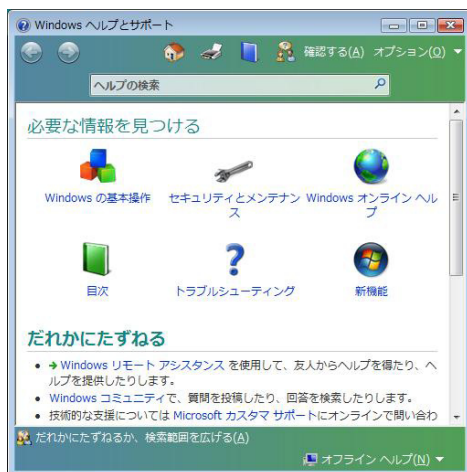 Windows ヘルプとサポート
確認する(A) オプション(O)
ヘルプの検索
必要な情報を見つける
Windows の基本操作
セキュリティとメンテナン
ス
Windows オンライン ヘル
プ
目次
トラブルシューティング
新機能
だれかにたずねる
Windows リモート アシスタンス を使用して、友人からヘルプを得たり、ヘ
ルプを提供したりします。
Windows コミュニティで、質問を投稿したり、回答を検索したりします。
技術的な支援については Microsoft カスタマ サポートにオンラインで問い合わ
だれかにたずねるか、検索範囲を広げる(A)
オフライン ヘルプ(N)